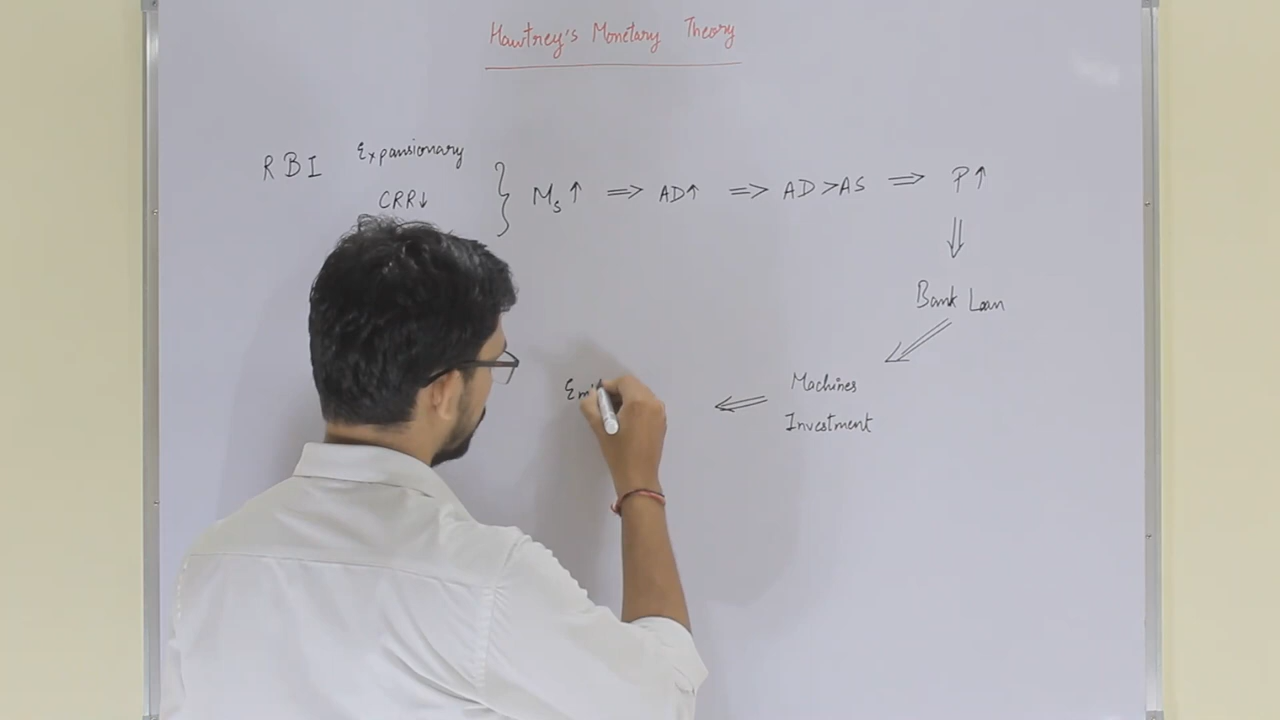 Hawtrey's Monetary Theory
RBI Expansionary
CRR↓ } Ms↑ ⇒ AD↑ ⇒ AD>AS ⇒ P↑
⇓
Bank Loan
Machines
⇐ Investment